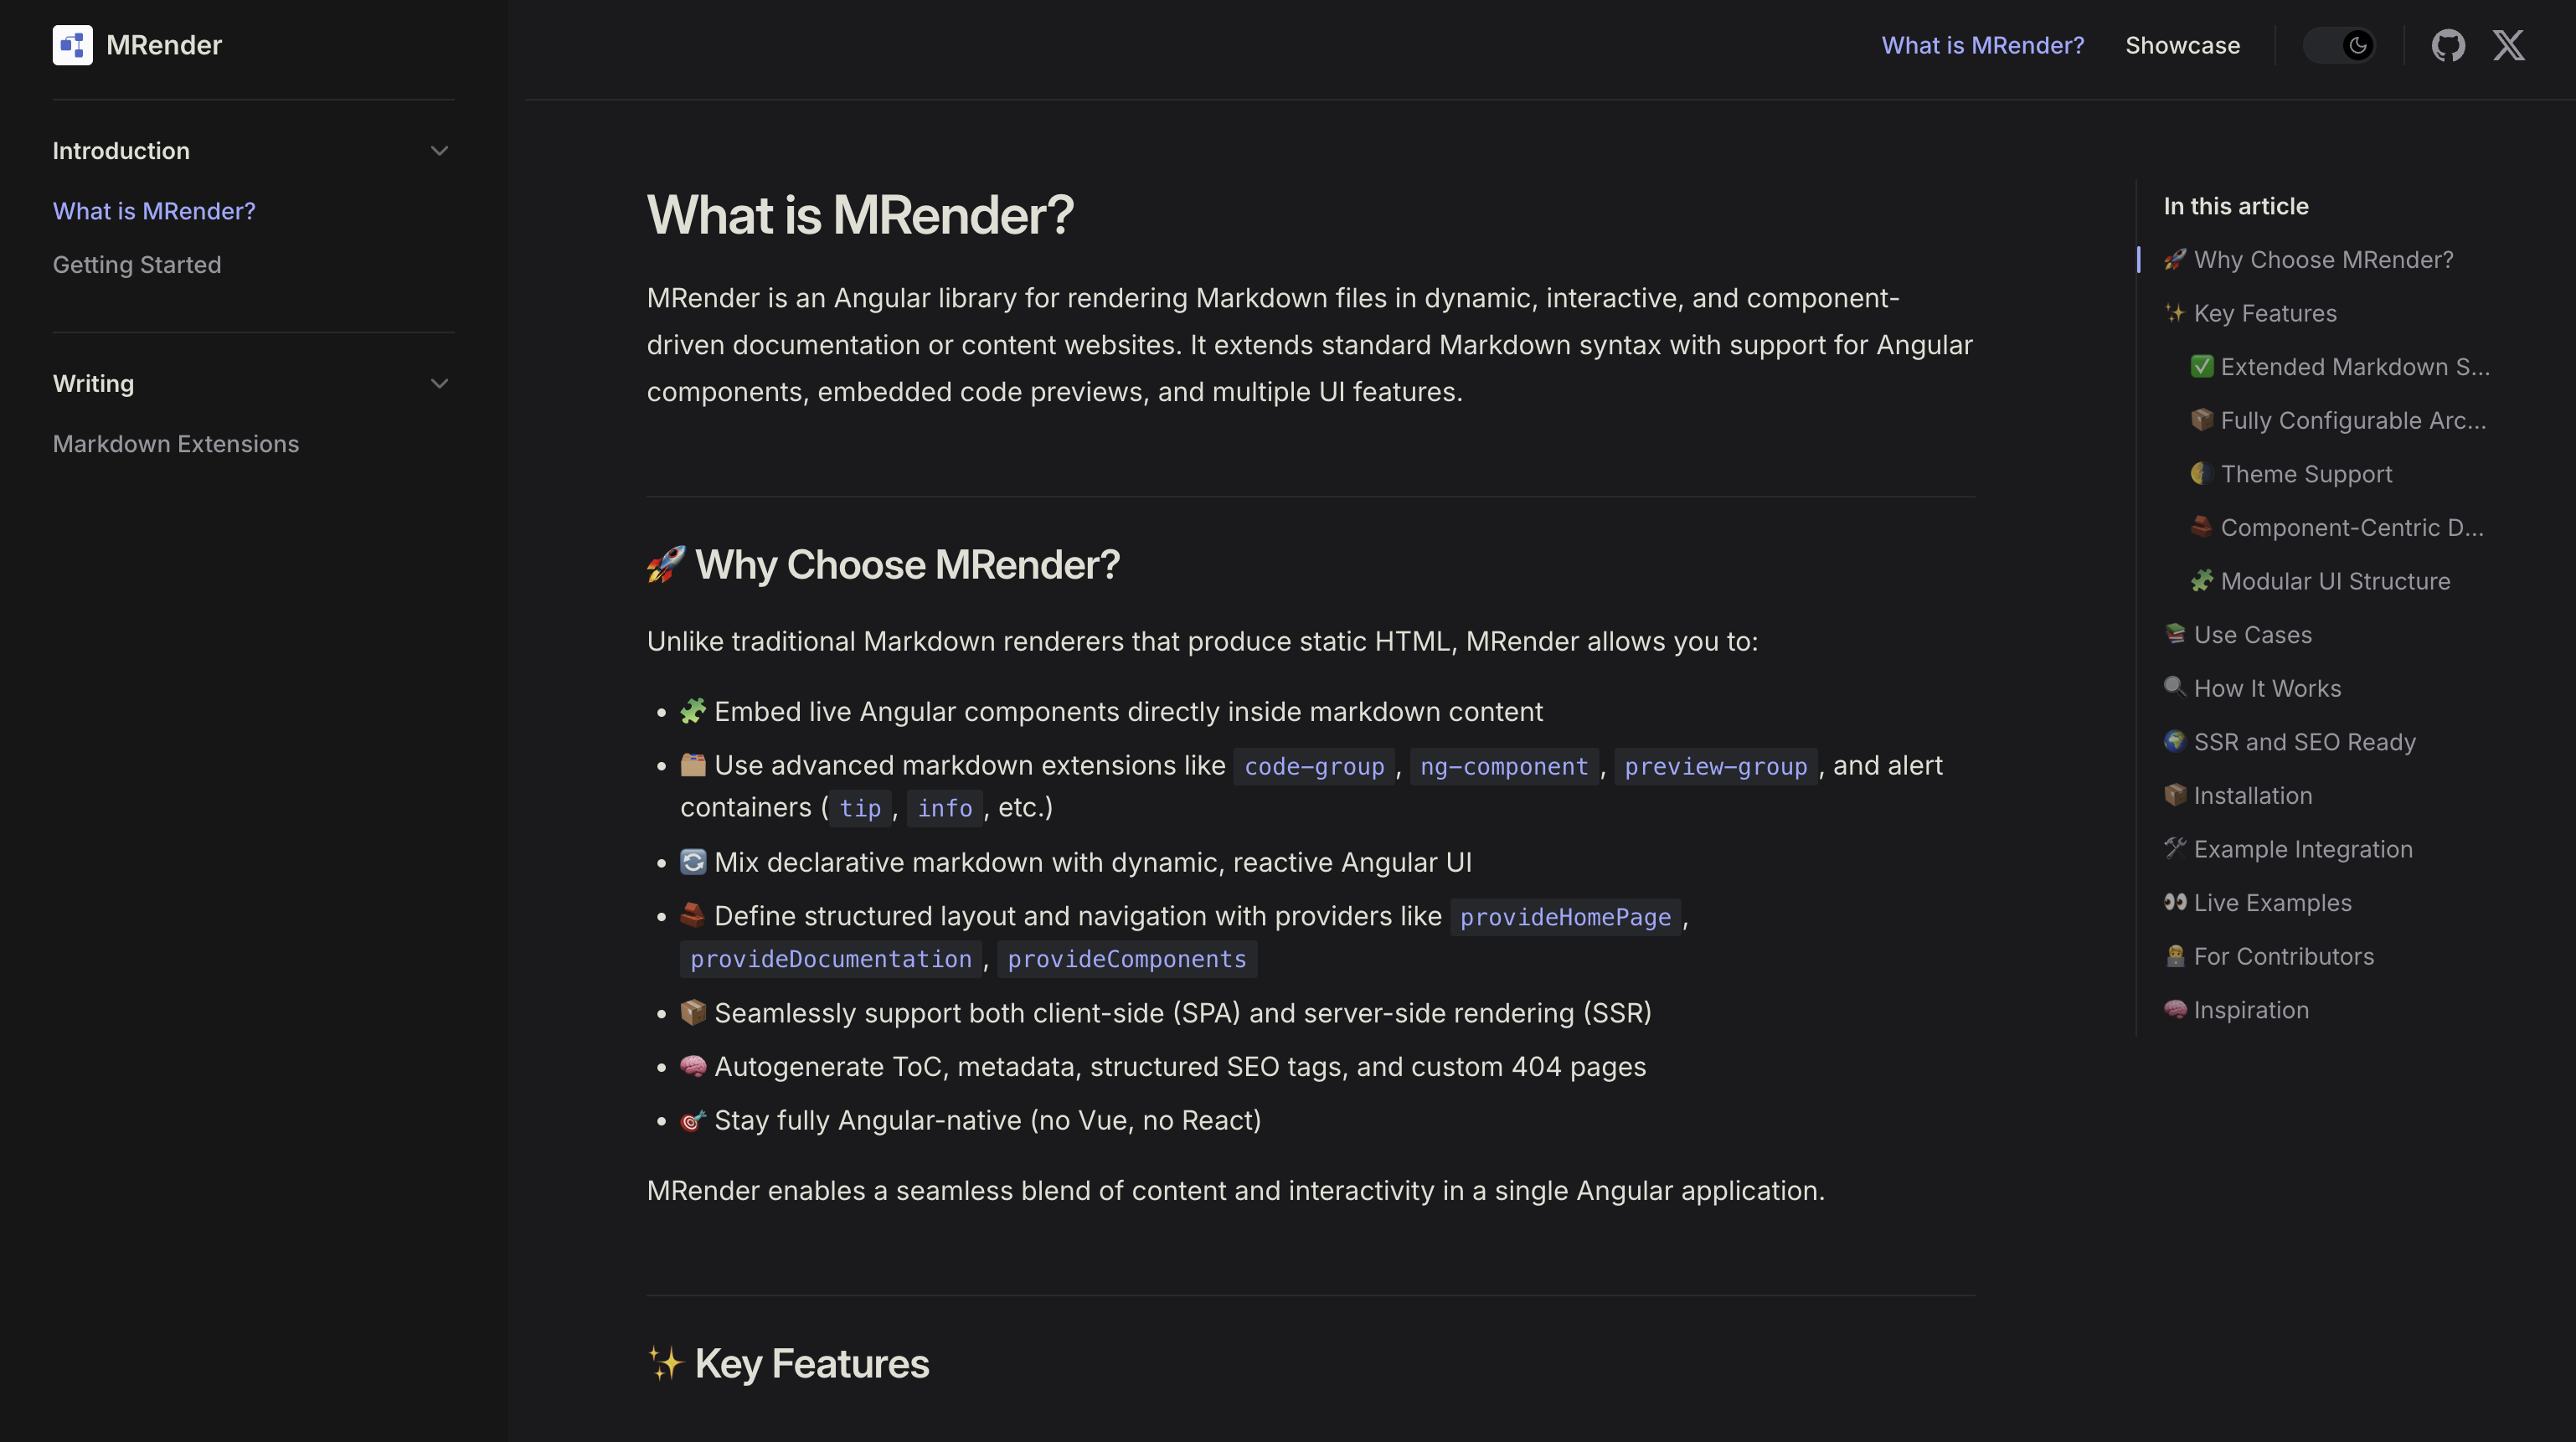 MRender
What is MRender?
Showcase
Introduction
What is MRender?
Getting Started
Writing
Markdown Extensions
What is MRender?
MRender is an Angular library for rendering Markdown files in dynamic, interactive, and component-
driven documentation or content websites. It extends standard Markdown syntax with support for Angular
components, embedded code previews, and multiple UI features.
🚀 Why Choose MRender?
Unlike traditional Markdown renderers that produce static HTML, MRender allows you to:
• 🧩 Embed live Angular components directly inside markdown content
• 🗂️ Use advanced markdown extensions like code-group, ng-component, preview-group, and alert
containers (tip, info, etc.)
• 🔄 Mix declarative markdown with dynamic, reactive Angular UI
• 🧱 Define structured layout and navigation with providers like provideHomePage,
provideDocumentation, provideComponents
• 📦 Seamlessly support both client-side (SPA) and server-side rendering (SSR)
• 🧠 Autogenerate ToC, metadata, structured SEO tags, and custom 404 pages
• 🎯 Stay fully Angular-native (no Vue, no React)
MRender enables a seamless blend of content and interactivity in a single Angular application.
✨ Key Features
In this article
🚀 Why Choose MRender?
✨ Key Features
✅ Extended Markdown S...
📦 Fully Configurable Arc...
🌗 Theme Support
🧱 Component-Centric D...
🧩 Modular UI Structure
📚 Use Cases
🔍 How It Works
🌍 SSR and SEO Ready
📦 Installation
🛠 Example Integration
👀 Live Examples
🧑‍💻 For Contributors
🧠 Inspiration